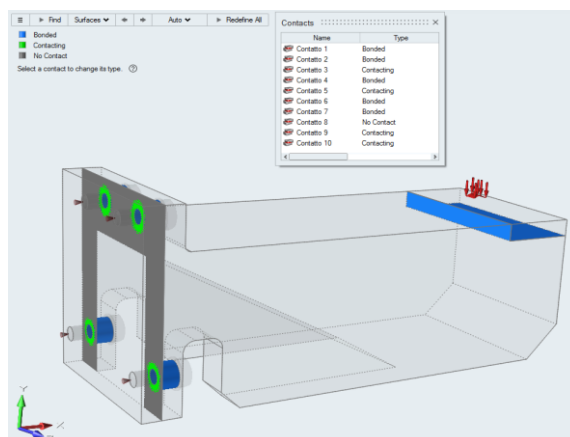 Find Surfaces Auto Redefine All
Bonded
Contacting
No Contact
Select a contact to change its type. ?
Contacts
Name Type
Contatto 1 Bonded
Contatto 2 Bonded
Contatto 3 Contacting
Contatto 4 Bonded
Contatto 5 Contacting
Contatto 6 Bonded
Contatto 7 Bonded
Contatto 8 No Contact
Contatto 9 Contacting
Contatto 10 Contacting
Y
X